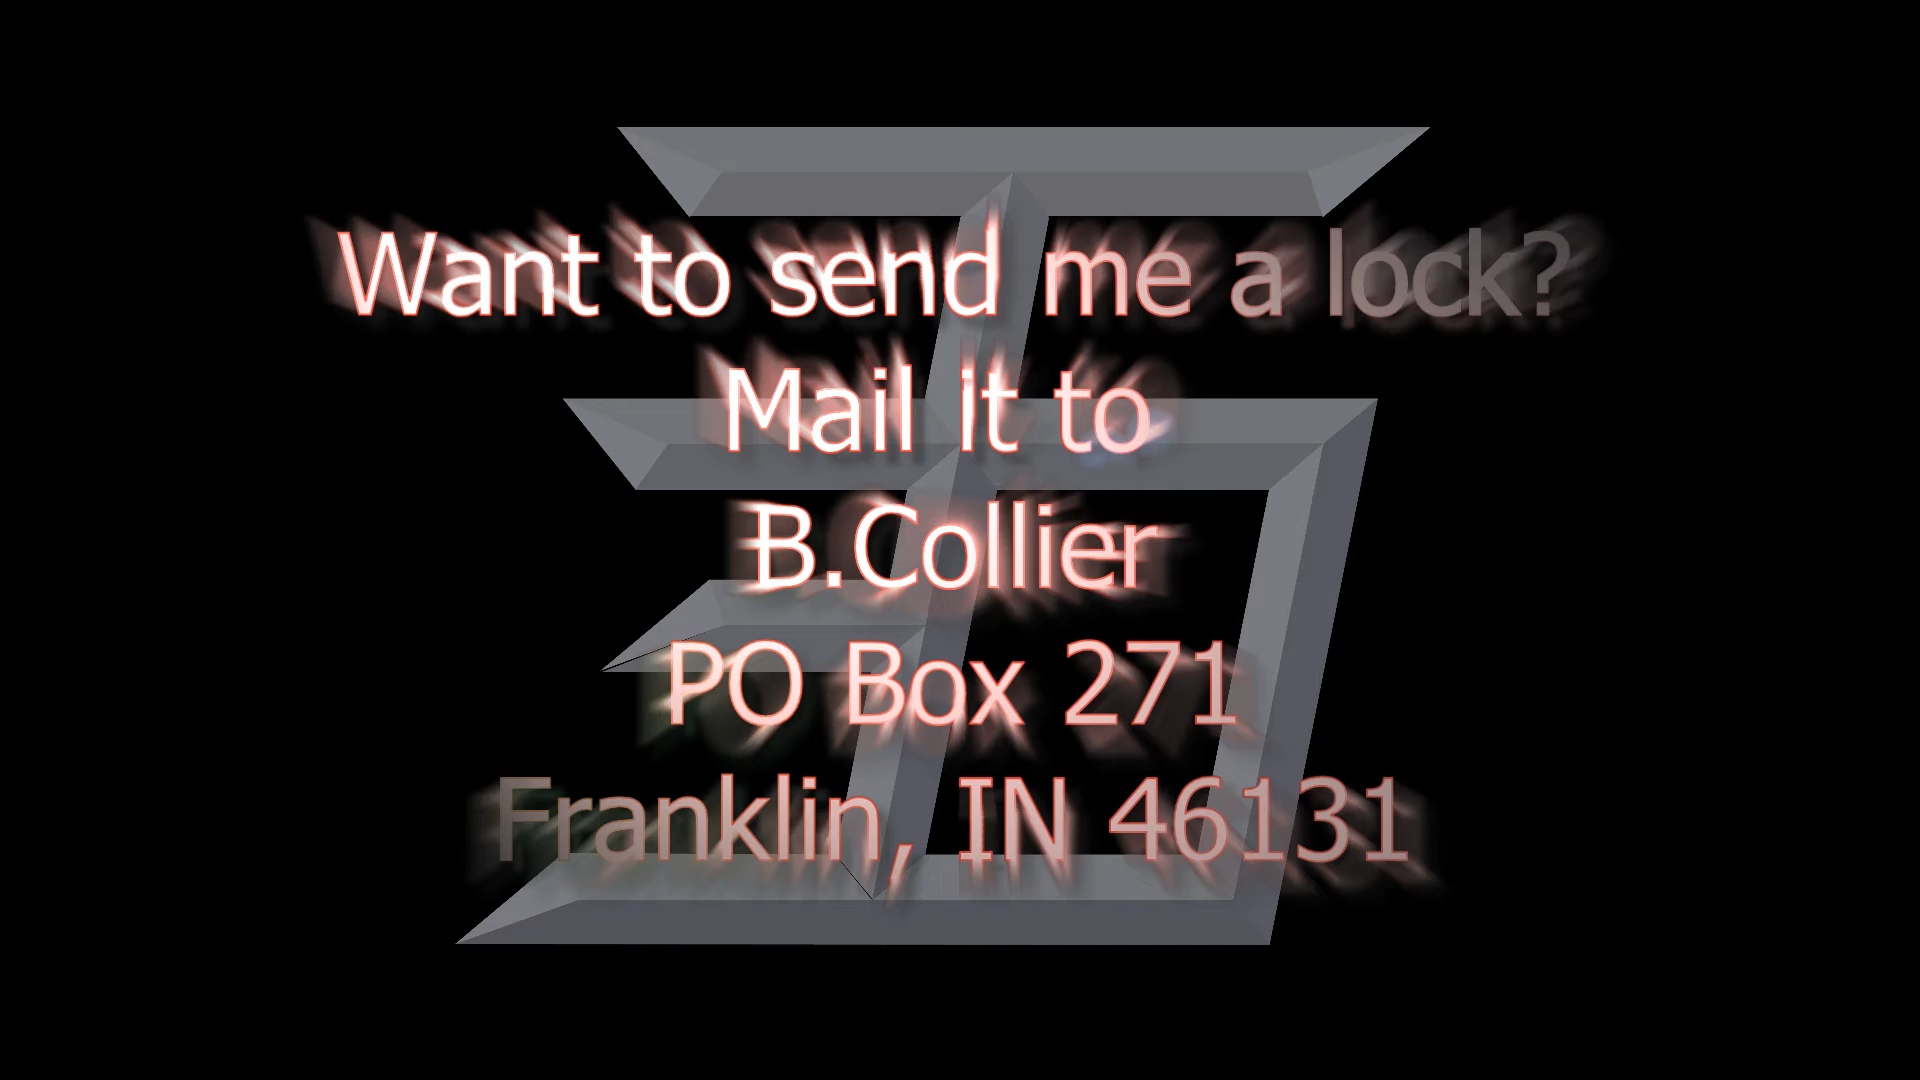 Want to send me a lock?
Mail it to
B.Collier
PO Box 271
Franklin, IN 46131